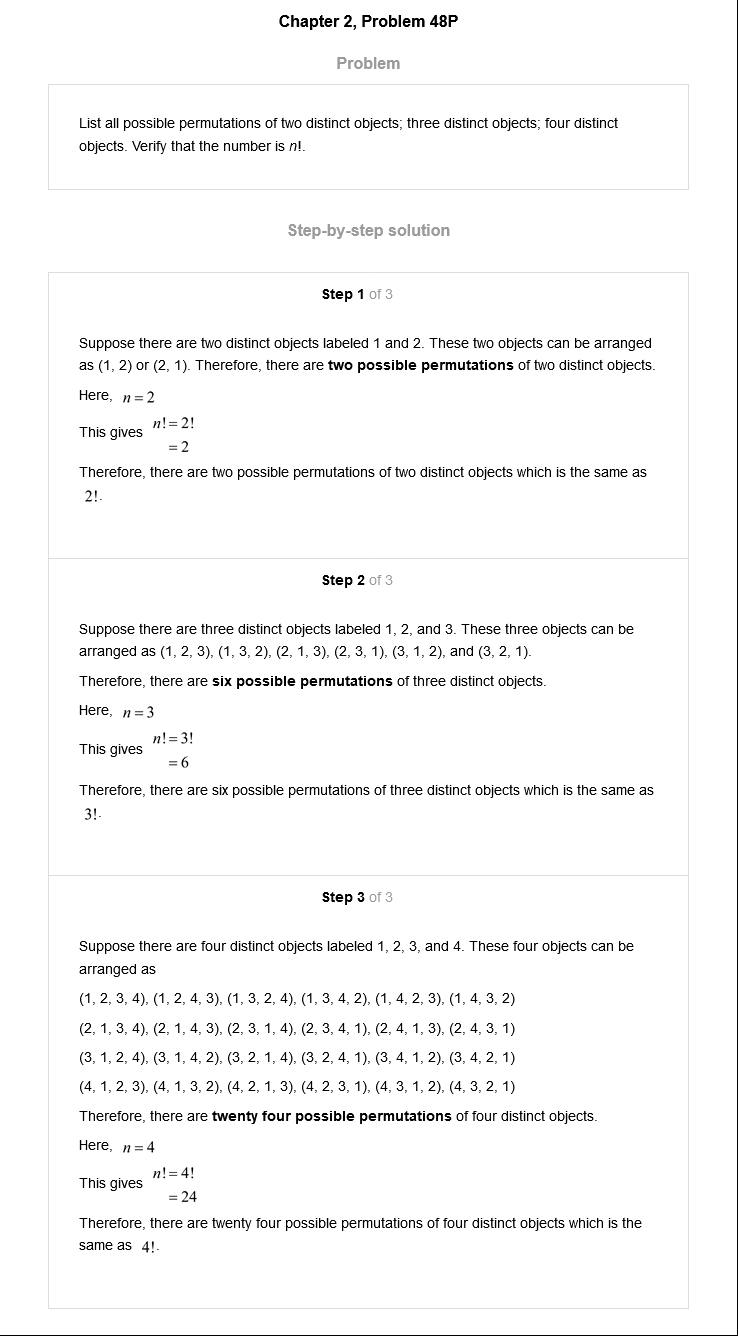 Chapter 2, Problem 48P
Problem
List all possible permutations of two distinct objects; three distinct objects; four distinct
objects. Verify that the number is n!.
Step-by-step solution
Step 1 of 3
Suppose there are two distinct objects labeled 1 and 2. These two objects can be arranged
as (1, 2) or (2, 1). Therefore, there are two possible permutations of two distinct objects.
Here, n = 2
This gives n! = 2!
= 2
Therefore, there are two possible permutations of two distinct objects which is the same as
2!.
Step 2 of 3
Suppose there are three distinct objects labeled 1, 2, and 3. These three objects can be
arranged as (1, 2, 3), (1, 3, 2), (2, 1, 3), (2, 3, 1), (3, 1, 2), and (3, 2, 1).
Therefore, there are six possible permutations of three distinct objects.
Here, n = 3
This gives n! = 3!
= 6
Therefore, there are six possible permutations of three distinct objects which is the same as
3!.
Step 3 of 3
Suppose there are four distinct objects labeled 1, 2, 3, and 4. These four objects can be
arranged as
(1, 2, 3, 4), (1, 2, 4, 3), (1, 3, 2, 4), (1, 3, 4, 2), (1, 4, 2, 3), (1, 4, 3, 2)
(2, 1, 3, 4), (2, 1, 4, 3), (2, 3, 1, 4), (2, 3, 4, 1), (2, 4, 1, 3), (2, 4, 3, 1)
(3, 1, 2, 4), (3, 1, 4, 2), (3, 2, 1, 4), (3, 2, 4, 1), (3, 4, 1, 2), (3, 4, 2, 1)
(4, 1, 2, 3), (4, 1, 3, 2), (4, 2, 1, 3), (4, 2, 3, 1), (4, 3, 1, 2), (4, 3, 2, 1)
Therefore, there are twenty four possible permutations of four distinct objects.
Here, n = 4
This gives n! = 4!
= 24
Therefore, there are twenty four possible permutations of four distinct objects which is the
same as 4!.